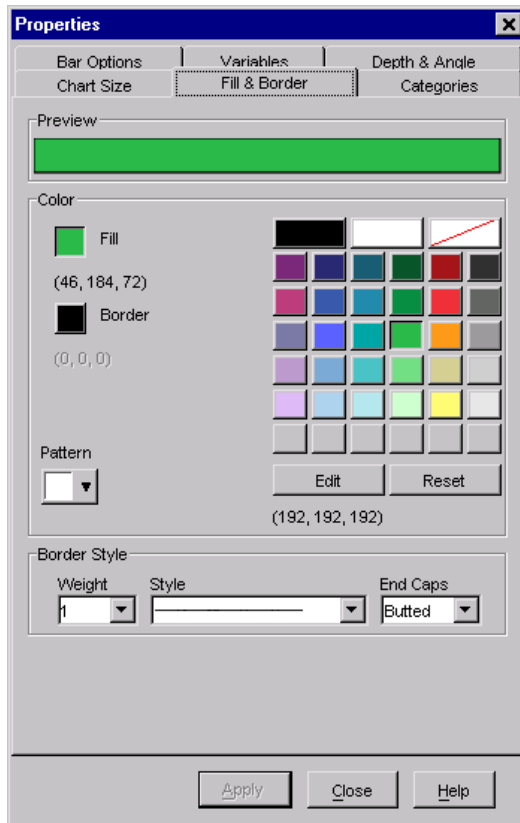 Properties
Bar Options Variables Depth & Angle
Chart Size Fill & Border Categories
Preview
Color
Fill
(46, 184, 72)
Border
(0, 0, 0)
Pattern
Edit Reset
(192, 192, 192)
Border Style
Weight Style End Caps
1 Butted
Apply Close Help